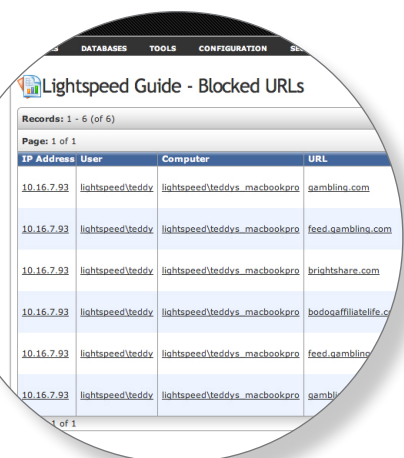 DATABASES TOOLS CONFIGURATION
Lightspeed Guide - Blocked URLs
Records: 1 - 6 (of 6)
Page: 1 of 1
IP Address User Computer URL
10.16.7.93 lightspeed\teddy lightspeed\teddys_macbookpro gambling.com
10.16.7.93 lightspeed\teddy lightspeed\teddys_macbookpro feed.gambling.com
10.16.7.93 lightspeed\teddy lightspeed\teddys_macbookpro brightshare.com
10.16.7.93 lightspeed\teddy lightspeed\teddys_macbookpro bodogaffiliatelife.c
10.16.7.93 lightspeed\teddy lightspeed\teddys_macbookpro feed.gambling
10.16.7.93 lightspeed\teddy lightspeed\teddys_macbookpro gambli
1 of 1